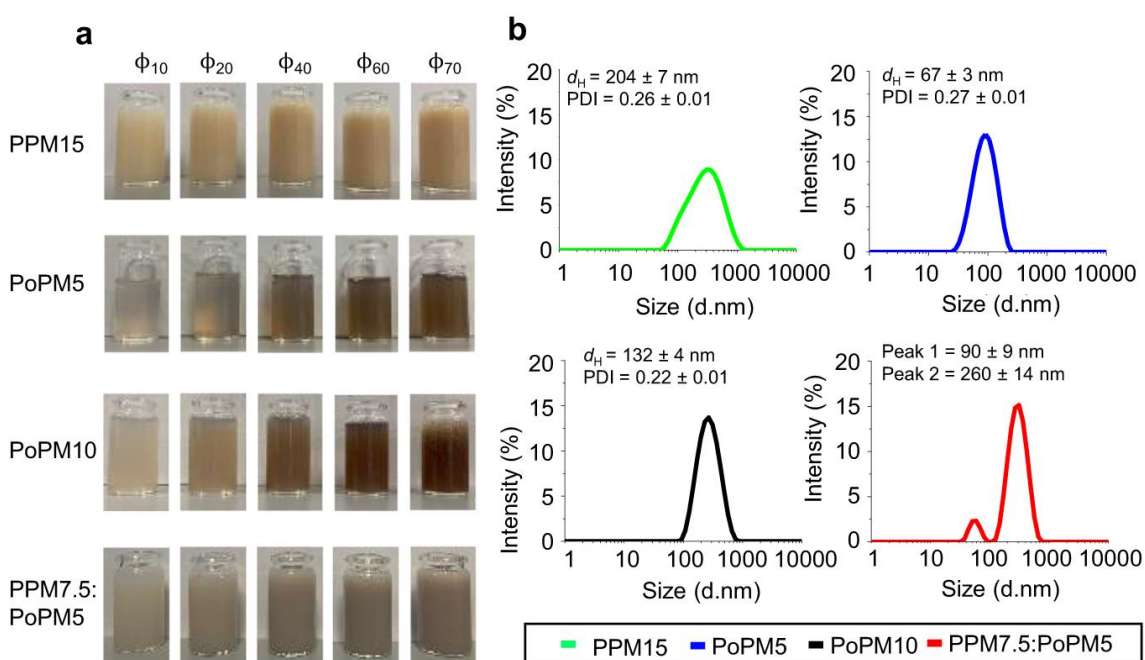 a
ϕ10 ϕ20 ϕ40 ϕ60 ϕ70
PPM15
PoPM5
PoPM10
PPM7.5:
PoPM5
b
dH = 204 ± 7 nm
PDI = 0.26 ± 0.01
20
15
10
5
0
Intensity (%)
1 10 100 1000 10000
Size (d.nm)
dH = 67 ± 3 nm
PDI = 0.27 ± 0.01
20
15
10
5
0
Intensity (%)
1 10 100 1000 10000
Size (d.nm)
dH = 132 ± 4 nm
PDI = 0.22 ± 0.01
20
15
10
5
0
Intensity (%)
1 10 100 1000 10000
Size (d.nm)
Peak 1 = 90 ± 9 nm
Peak 2 = 260 ± 14 nm
20
15
10
5
0
Intensity (%)
1 10 100 1000 10000
Size (d.nm)
PPM15 PoPM5 PoPM10 PPM7.5:PoPM5